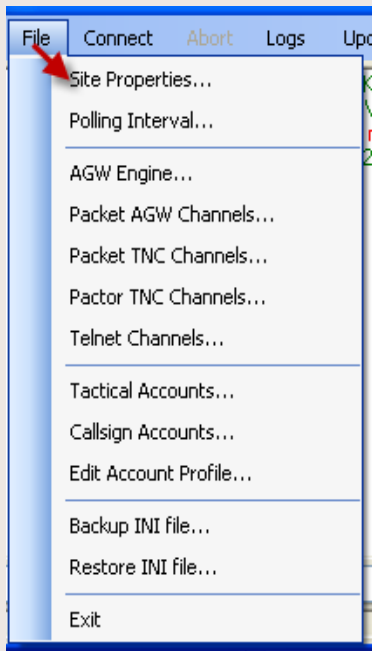 File Connect Abort Logs
Site Properties...
Polling Interval...
AGW Engine...
Packet AGW Channels...
Packet TNC Channels...
Pactor TNC Channels...
Telnet Channels...
Tactical Accounts...
Callsign Accounts...
Edit Account Profile...
Backup INI file...
Restore INI file...
Exit